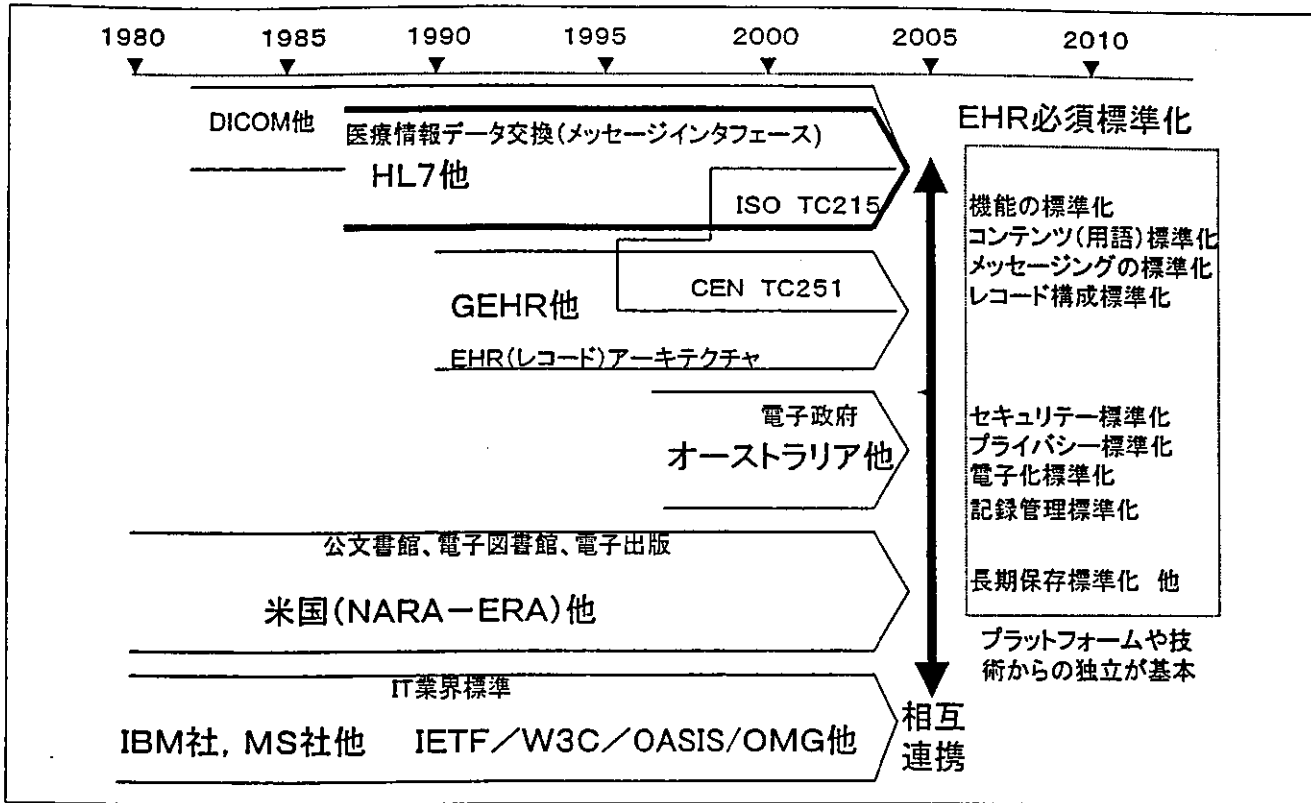 1980 1985 1990 1995 2000 2005 2010
DICOM他
医療情報データ交換(メッセージインタフェース)
HL7他
ISO TC215
GEHR他
CEN TC251
EHR(レコード)アーキテクチャ
電子政府
オーストラリア他
公文書館、電子図書館、電子出版
米国(NARA－ERA)他
IT業界標準
IBM社, MS社他 IETF／W3C／OASIS/OMG他
相互
連携
EHR必須標準化
機能の標準化
コンテンツ(用語)標準化
メッセージングの標準化
レコード構成標準化
セキュリテー標準化
プライバシー標準化
電子化標準化
記録管理標準化
長期保存標準化 他
プラットフォームや技
術からの独立が基本